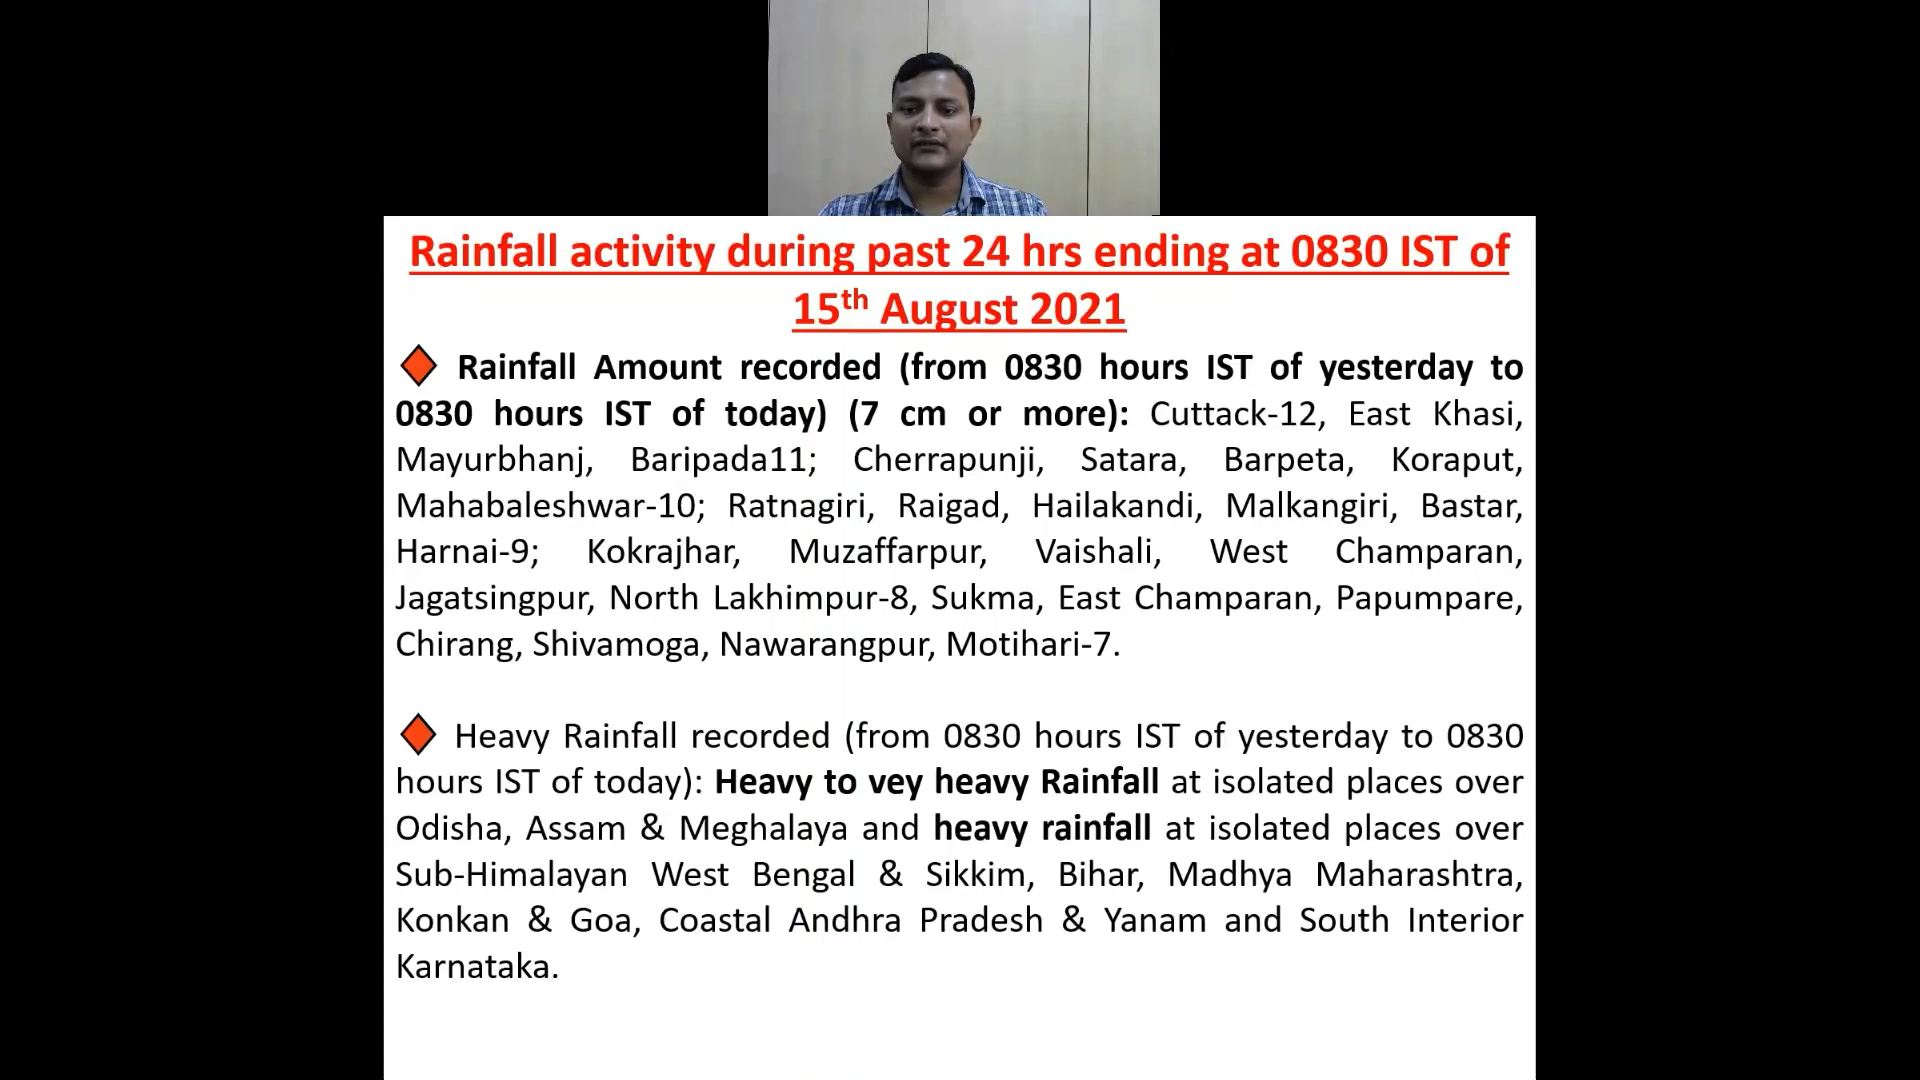 Rainfall activity during past 24 hrs ending at 0830 IST of
15th August 2021
Rainfall Amount recorded (from 0830 hours IST of yesterday to
0830 hours IST of today) (7 cm or more): Cuttack-12, East Khasi,
Mayurbhanj, Baripada11; Cherrapunji, Satara, Barpeta, Koraput,
Mahabaleshwar-10; Ratnagiri, Raigad, Hailakandi, Malkangiri, Bastar,
Harnai-9; Kokrajhar, Muzaffarpur, Vaishali, West Champaran,
Jagatsingpur, North Lakhimpur-8, Sukma, East Champaran, Papumpare,
Chirang, Shivamoga, Nawarangpur, Motihari-7.
Heavy Rainfall recorded (from 0830 hours IST of yesterday to 0830
hours IST of today): Heavy to vey heavy Rainfall at isolated places over
Odisha, Assam & Meghalaya and heavy rainfall at isolated places over
Sub-Himalayan West Bengal & Sikkim, Bihar, Madhya Maharashtra,
Konkan & Goa, Coastal Andhra Pradesh & Yanam and South Interior
Karnataka.